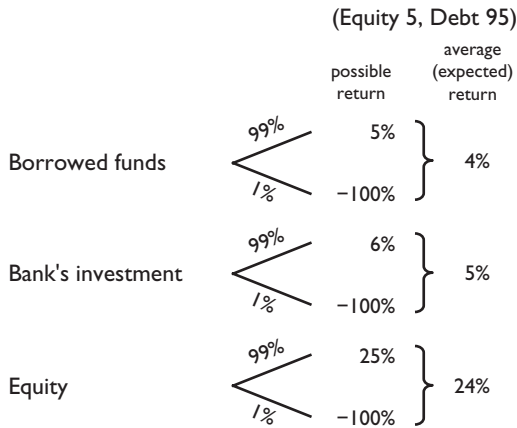 (Equity 5, Debt 95)
average
possible (expected)
return return
99% 5%
Borrowed funds 4%
1% −100%
99% 6%
Bank's investment 5%
1% −100%
99% 25%
Equity 24%
1% −100%